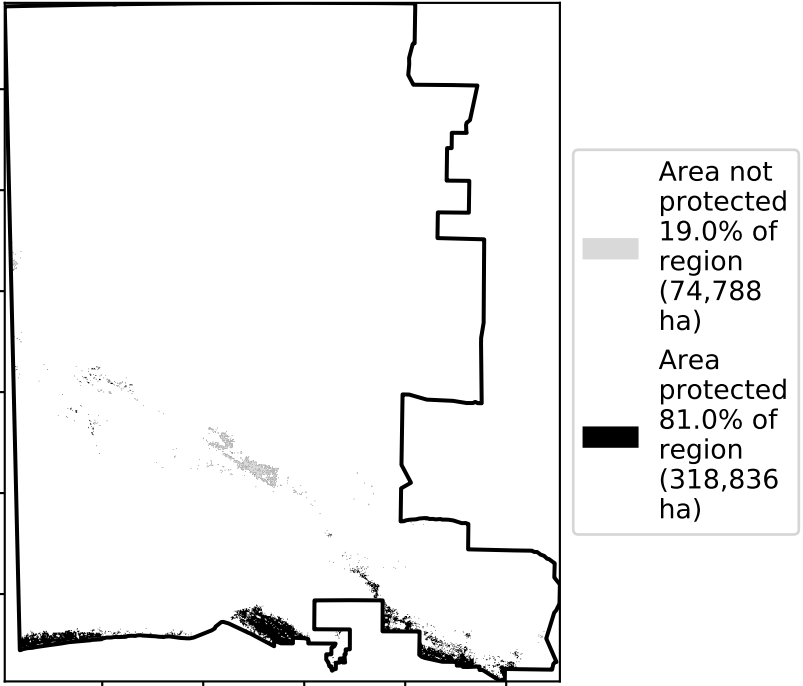 Area not
protected
19.0% of
region
(74,788
ha)
Area
protected
81.0% of
region
(318,836
ha)